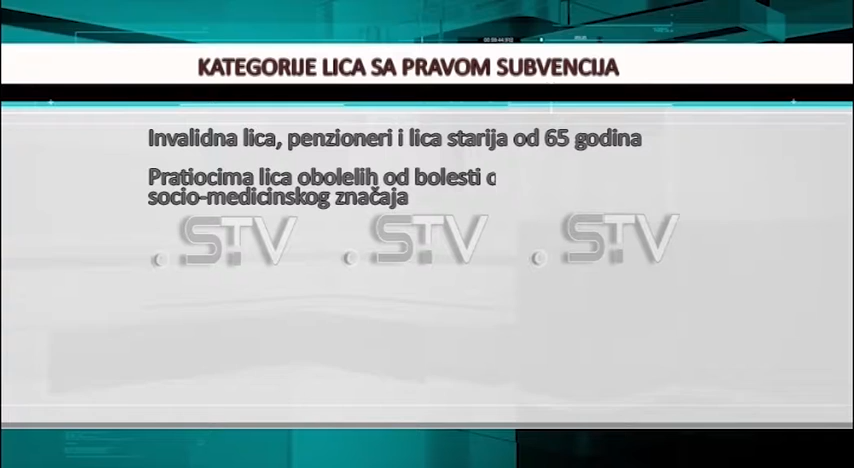 KATEGORIJE LICA SA PRAVOM SUBVENCIJA
Invalidna lica, penzioneri i lica starija od 65 godina
Pratiocima lica obolelih od bolesti
socio-medicinskog značaja
STV STV STV